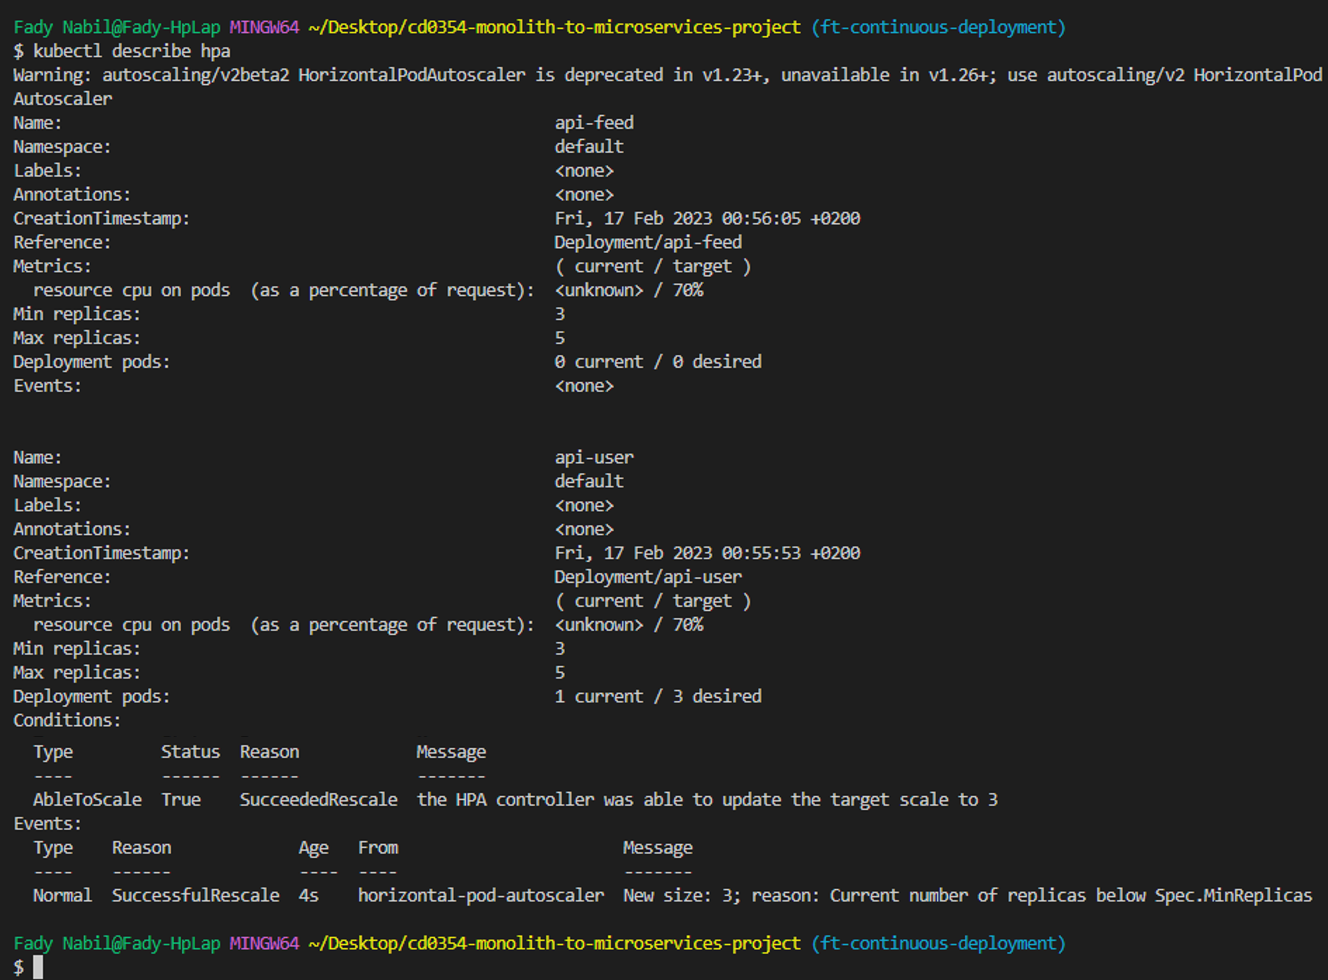 Fady Nabil@Fady-HpLap MINGW64 ~/Desktop/cd0354-monolith-to-microservices-project (ft-continuous-deployment)
$ kubectl describe hpa
Warning: autoscaling/v2beta2 HorizontalPodAutoscaler is deprecated in v1.23+, unavailable in v1.26+; use autoscaling/v2 HorizontalPod
Autoscaler
Name: api-feed
Namespace: default
Labels: <none>
Annotations: <none>
CreationTimestamp: Fri, 17 Feb 2023 00:56:05 +0200
Reference: Deployment/api-feed
Metrics: ( current / target )
resource cpu on pods (as a percentage of request): <unknown> / 70%
Min replicas: 3
Max replicas: 5
Deployment pods: 0 current / 0 desired
Events: <none>
Name: api-user
Namespace: default
Labels: <none>
Annotations: <none>
CreationTimestamp: Fri, 17 Feb 2023 00:55:53 +0200
Reference: Deployment/api-user
Metrics: ( current / target )
resource cpu on pods (as a percentage of request): <unknown> / 70%
Min replicas: 3
Max replicas: 5
Deployment pods: 1 current / 3 desired
Conditions:
Type Status Reason Message
---- ------ ------ -------
AbleToScale True SucceededRescale the HPA controller was able to update the target scale to 3
Events:
Type Reason Age From Message
---- ------ ---- ---- -------
Normal SuccessfulRescale 4s horizontal-pod-autoscaler New size: 3; reason: Current number of replicas below Spec.MinReplicas
Fady Nabil@Fady-HpLap MINGW64 ~/Desktop/cd0354-monolith-to-microservices-project (ft-continuous-deployment)
$